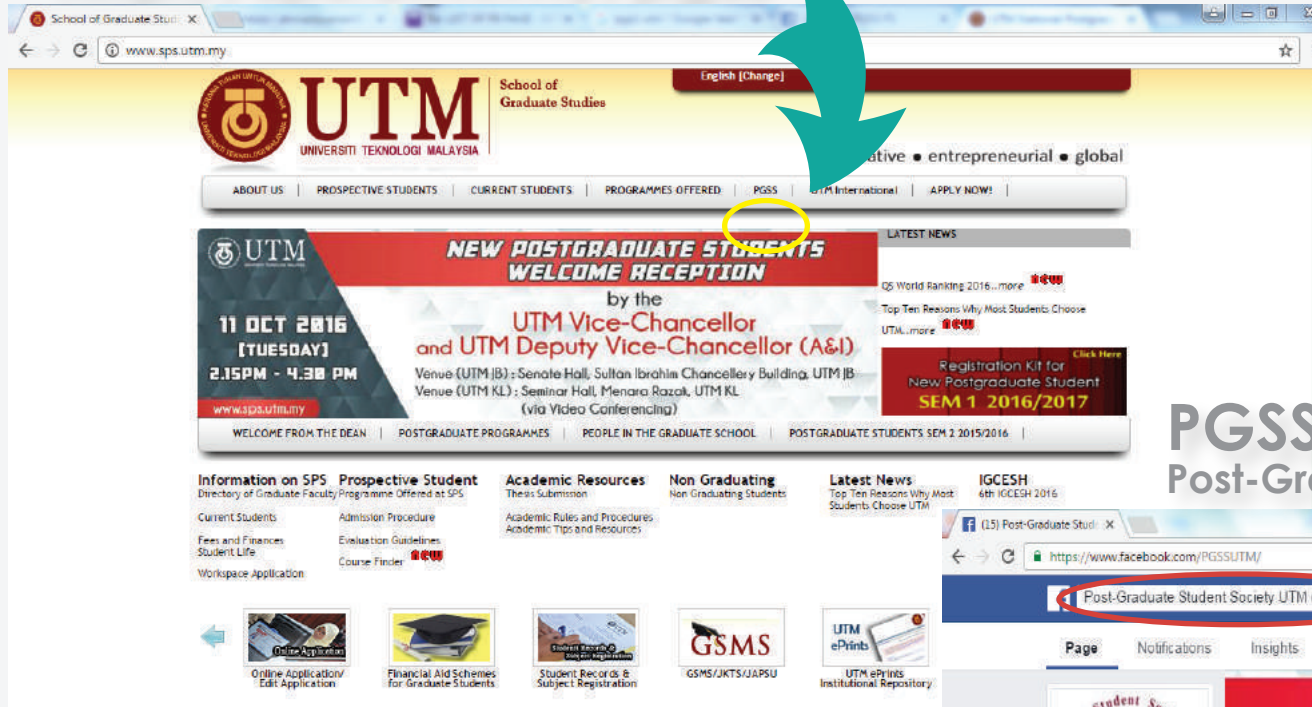 School of Graduate Stud
www.sps.utm.my
UTM
UNIVERSITI TEKNOLOGI MALAYSIA
School of
Graduate Studies
English [Change]
ative • entrepreneurial • global
ABOUT US | PROSPECTIVE STUDENTS | CURRENT STUDENTS | PROGRAMMES OFFERED | PGSS | UTM International | APPLY NOW! |
UTM
NEW POSTGRADUATE STUDENTS
WELCOME RECEPTION
by the
UTM Vice-Chancellor
and UTM Deputy Vice-Chancellor (A&I)
11 OCT 2016
[TUESDAY]
2.15PM - 4.30 PM
Venue (UTM JB) : Senate Hall, Sultan Ibrahim Chancellery Building, UTM JB
Venue (UTM KL) : Seminar Hall, Menara Razak, UTM KL
(via Video Conferencing)
www.sps.utm.my
LATEST NEWS
QS World Ranking 2016...more new
Top Ten Reasons Why Most Students Choose
UTM...more new
Click Here
Registration Kit for
New Postgraduate Student
SEM 1 2016/2017
WELCOME FROM THE DEAN | POSTGRADUATE PROGRAMMES | PEOPLE IN THE GRADUATE SCHOOL | POSTGRADUATE STUDENTS SEM 2 2015/2016 |
PGSS
Post-Gra
Information on SPS
Directory of Graduate Faculty
Current Students
Fees and Finances
Student Life
Workspace Application
Prospective Student
Programme Offered at SPS
Admission Procedure
Evaluation Guidelines
Course Finder new
Academic Resources
Thesis Submission
Academic Rules and Procedures
Academic Tips and Resources
Non Graduating
Non Graduating Students
Latest News
Top Ten Reasons Why Most
Students Choose UTM
IGCESH
6th IGCESH 2016
Online Application
Online Application/
Edit Application
Financial Aid Schemes
for Graduate Students
Student Records &
Subject Registration
Student Records &
Subject Registration
GSMS
GSMS/JKTS/JAPSU
UTM
ePrints
UTM ePrints
Institutional Repository
(15) Post-Graduate Stude
https://www.facebook.com/PGSSUTM/
Post-Graduate Student Society UTM
Page Notifications Insights